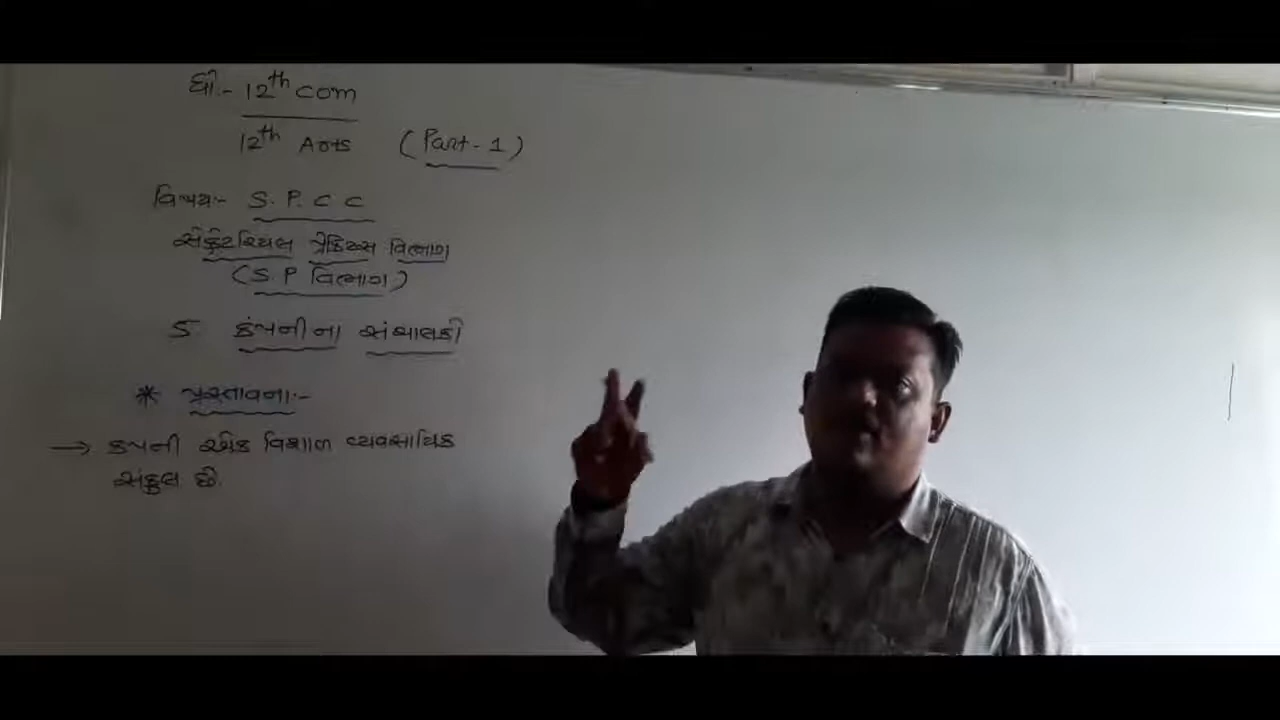 ધો.- 12th com
12th Arts (Part-1)
વિષય:- S. P. C C
સેક્રેટરિયલ પ્રેક્ટિસ વિભાગ
(S.P વિભાગ)
5 કંપનીના સંચાલકો
* પ્રસ્તાવના:-
→ કંપની એક વિશાળ વ્યવસાયિક
સંકુલ છે.